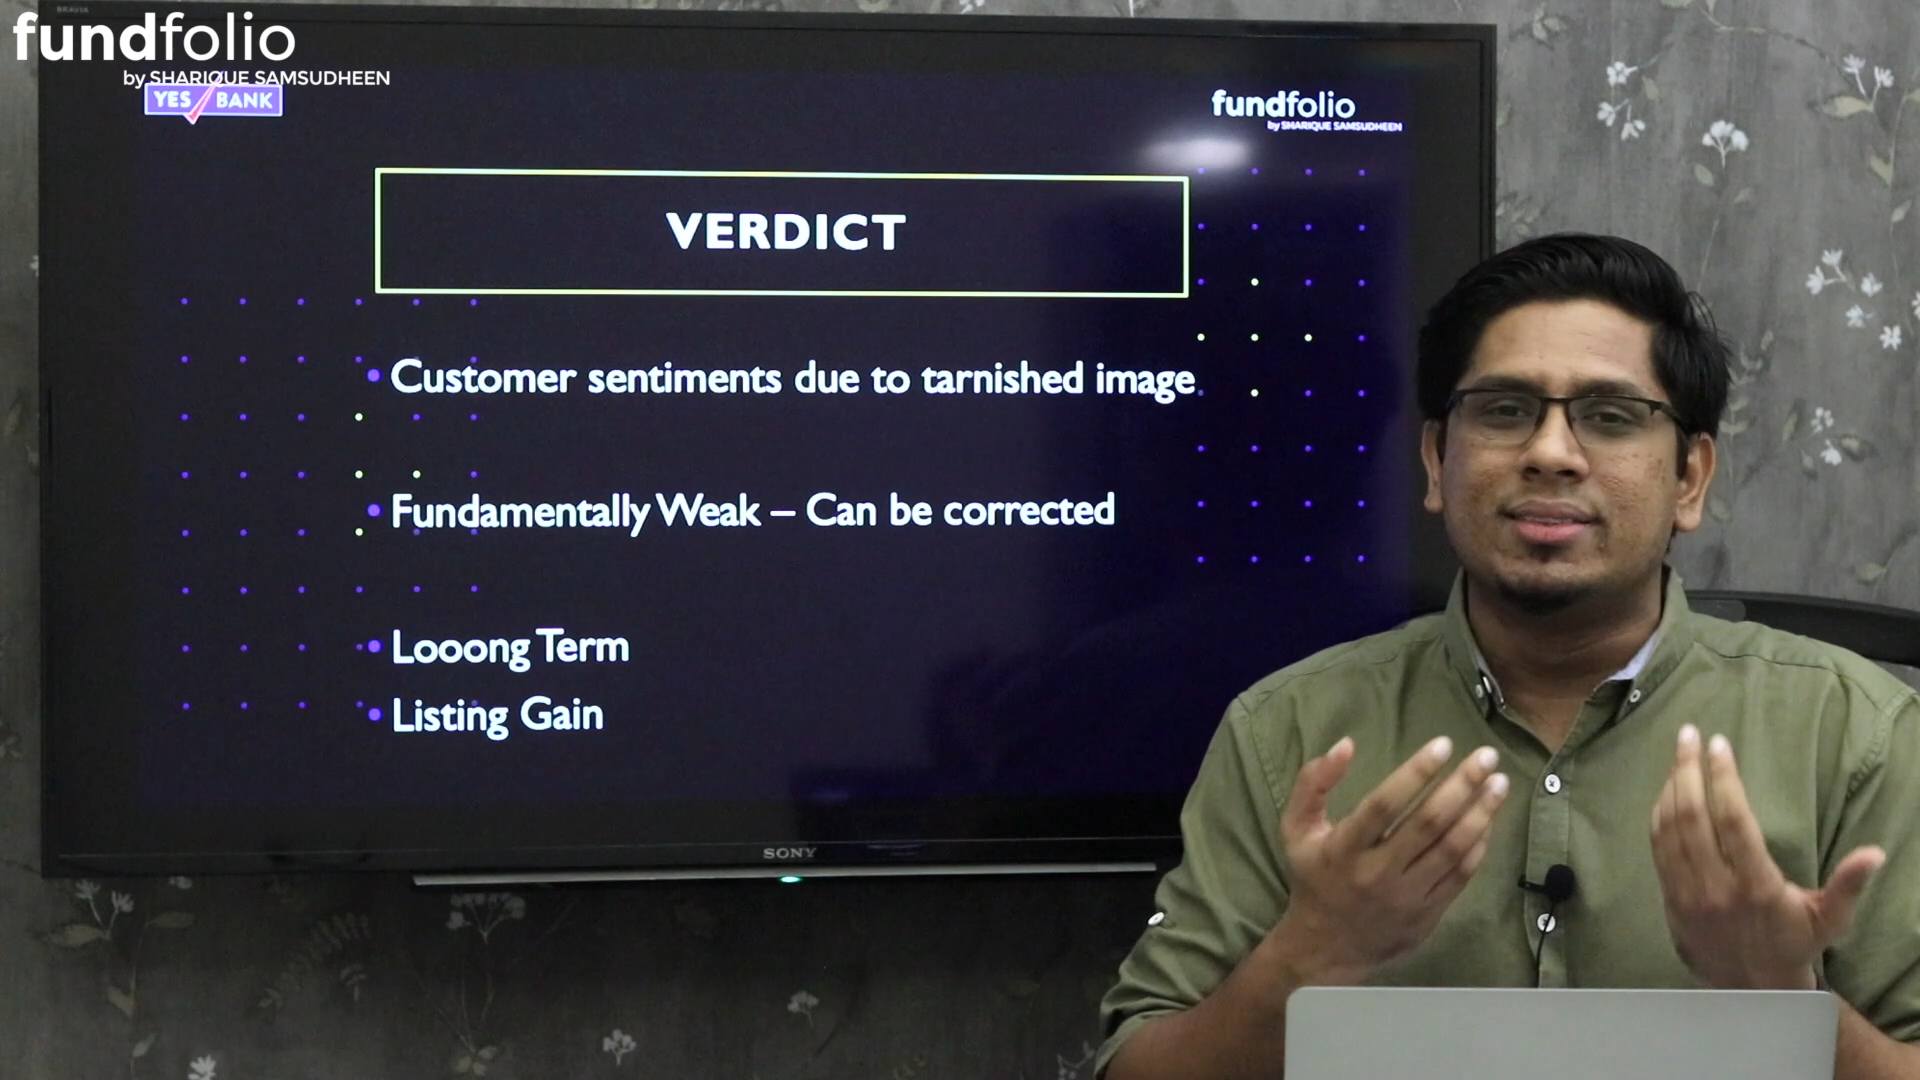 BRAVIA
fundfolio
by SHARIQUE SAMSUDHEEN
YES BANK
fundfolio
by SHARIQUE SAMSUDHEEN
VERDICT
• Customer sentiments due to tarnished image
• Fundamentally Weak – Can be corrected
• Looong Term
• Listing Gain
SONY